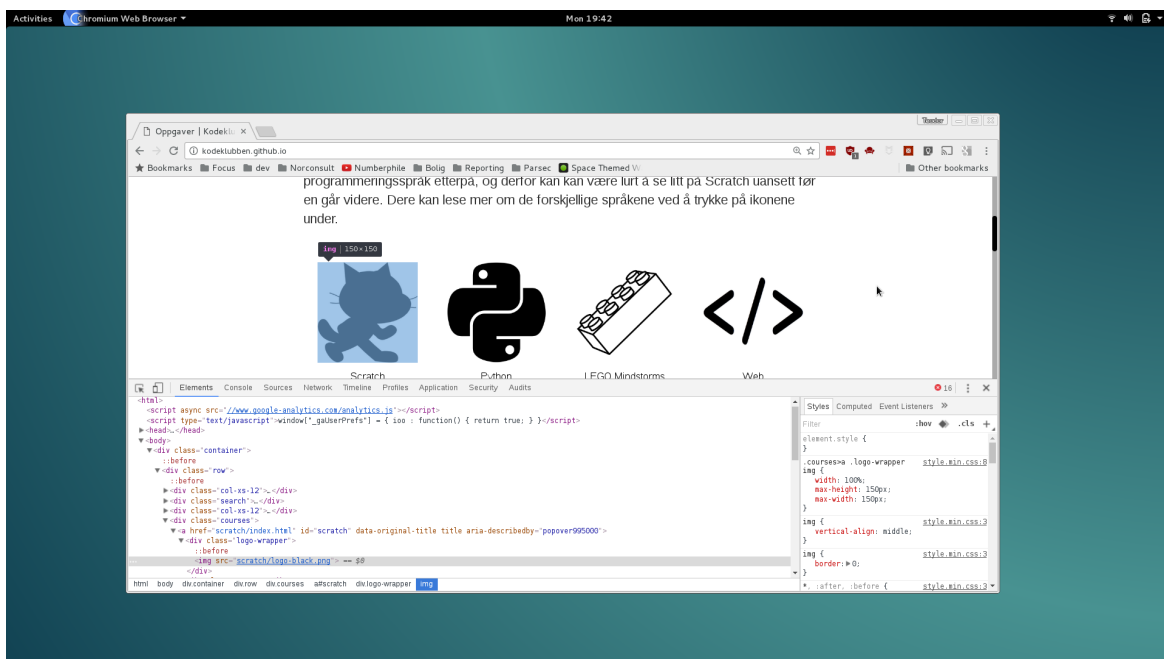 Activities Chromium Web Browser Mon 19:42
Oppgaver | Kodeklu
kodeklubben.github.io
Bookmarks Focus dev Norconsult Numberphile Bolig Reporting Parsec Space Themed W Other bookmarks
programmeringsspråk etterpå, og derfor kan kan være lurt å se litt på Scratch uansett før
en går videre. Dere kan lese mer om de forskjellige språkene ved å trykke på ikonene
under.
img | 150×150
</>
Scratch Python LEGO Mindstorms Web
Elements Console Sources Network Timeline Profiles Application Security Audits 16
<html>
<script async src="//www.google-analytics.com/analytics.js"></script>
<script type="text/javascript">window["_gaUserPrefs"] = { ioo : function() { return true; } }</script>
<head>…</head>
<body>
<div class="container">
::before
<div class="row">
::before
<div class="col-xs-12">…</div>
<div class="search">…</div>
<div class="col-xs-12">…</div>
<div class="courses">
<a href="scratch/index.html" id="scratch" data-original-title title aria-describedby="popover995000">
<div class="logo-wrapper">
::before
<img src="scratch/logo-black.png"> == $0
</div>
html body div.container div.row div.courses a#scratch div.logo-wrapper img
Styles Computed Event Listeners
Filter :hov .cls +
element.style {
}
.courses>a .logo-wrapper style.min.css:8
img {
width: 100%;
max-height: 150px;
max-width: 150px;
}
img { style.min.css:3
vertical-align: middle;
}
img { style.min.css:3
border: 0;
}
*, :after, :before { style.min.css:3